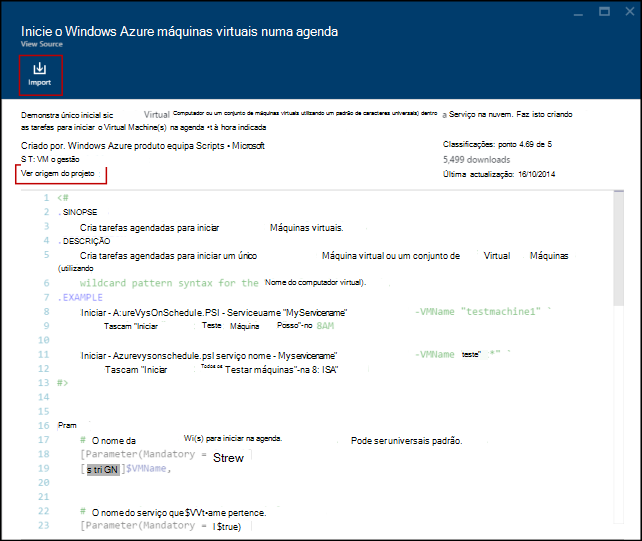 Inicie o Windows Azure máquinas virtuais numa agenda
View Source
Import
Demonstra único inicial sic Virtual Computador ou um conjunto de máquinas virtuais utilizando um padrão de caracteres universais) dentro a Serviço na nuvem. Faz isto criando
as tarefas para iniciar o Virtual Machine(s) na agenda •t à hora indicada
Criado por. Windows Azure produto equipa Scripts • Microsoft
Classificações: ponto 4.69 de 5
S T: VM o gestão
5,499 downloads
Ver origem do projeto
Última actualização: 16/10/2014
1 <#
2 .SINOPSE
3 Cria tarefas agendadas para iniciar Máquinas virtuais.
4 .DESCRIÇÃO
5 Cria tarefas agendadas para iniciar um único Máquina virtual ou um conjunto de Virtual Máquinas
(utilizando
6 wildcard pattern syntax for the Nome do computador virtual).
7 .EXAMPLE
8 Iniciar - A:ureVysOnSchedule.PSI - Serviceuame "MyServicename" -VMName "testmachine1" `
9 Tascam "Iniciar Teste Máquina Posso"-no 8AM
10
11 Iniciar - Azurevysonschedule.psl serviço nome - Myservicename" -VMName teste" *" `
12 Tascam "Iniciar Todos os Testar máquinas"-na 8: ISA"
13 #>
14
15
16 Pram
17 # O nome da Wi(s) para iniciar na agenda. Pode ser universais padrão.
18 [Parameter(Mandatory = Strew
19 [s tri GN]$VMName,
20
21
22 # O nome do serviço que $VVt•ame pertence.
23 [Parameter(Mandatory = I $true)